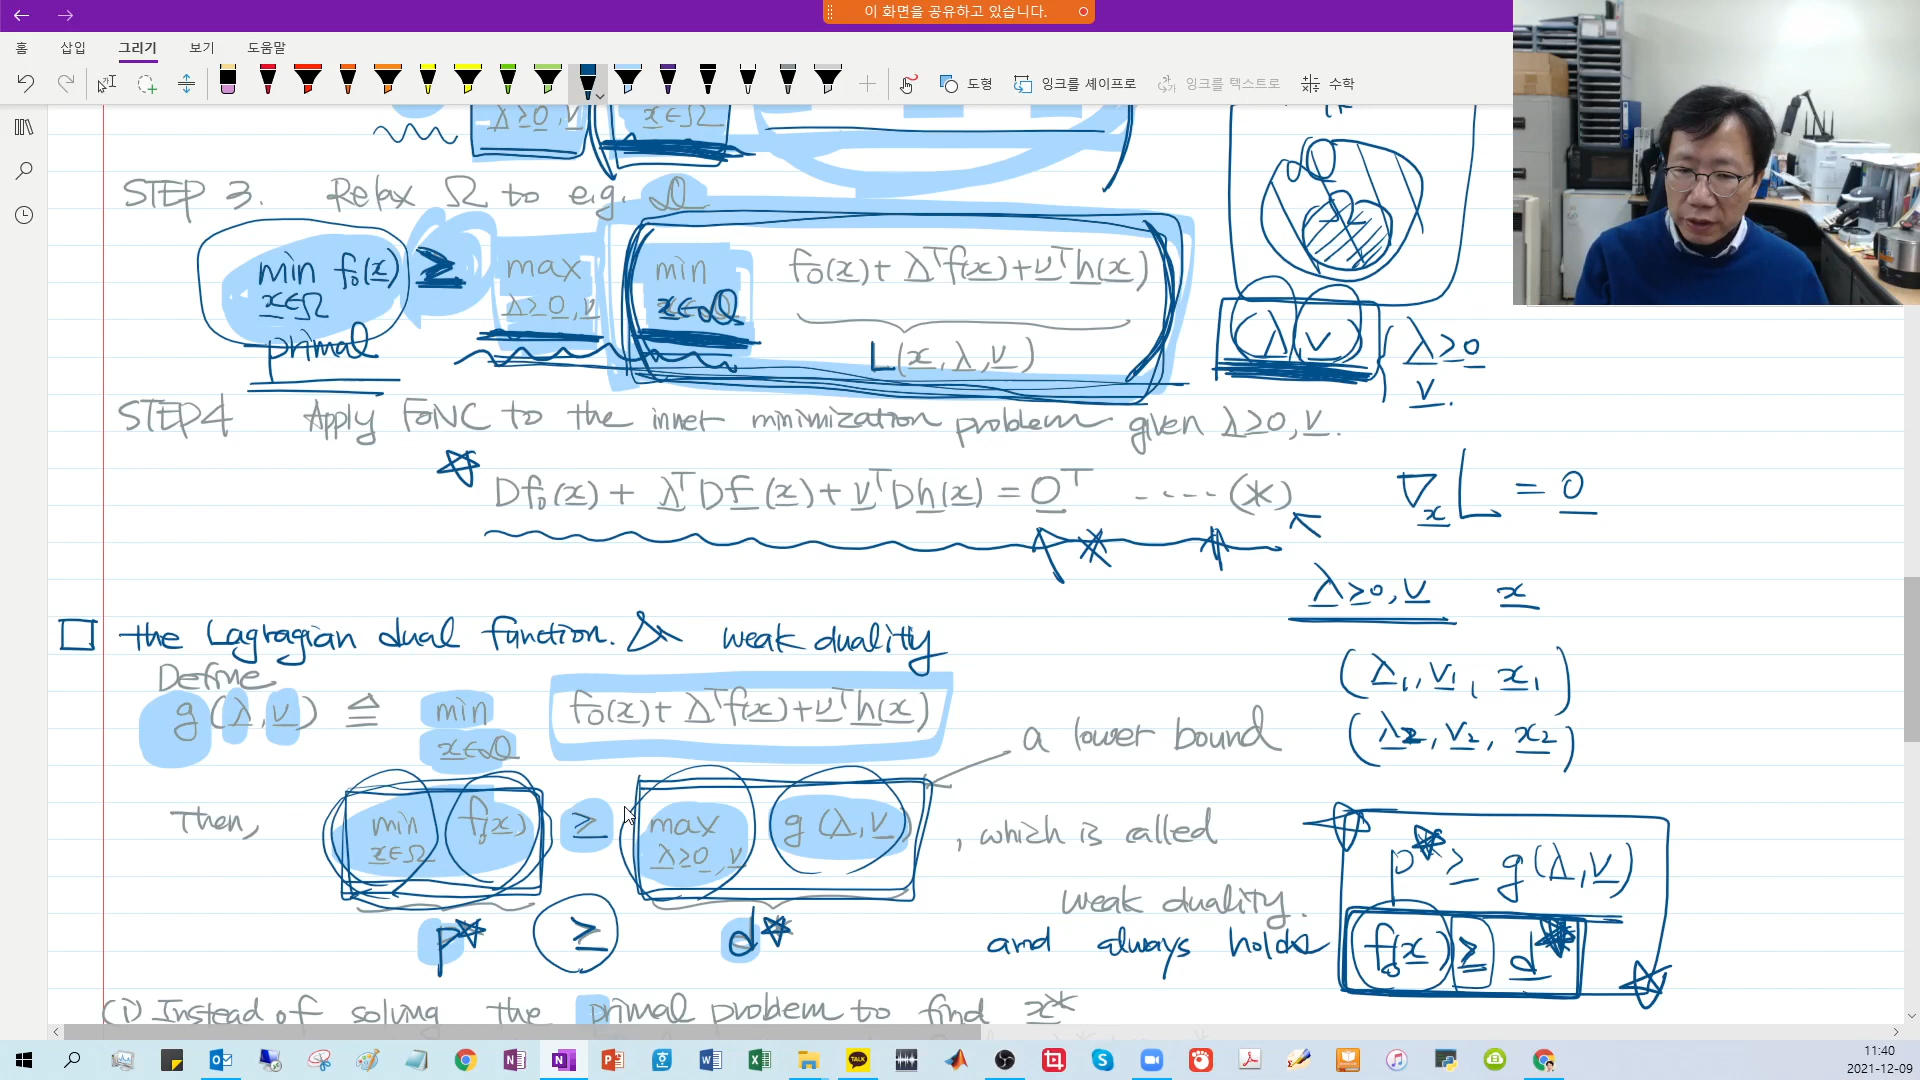 이 화면을 공유하고 있습니다.
홈 삽입 그리기 보기 도움말
도형 잉크를 셰이프로 잉크를 텍스트로 수학
λ≥0, ν x∈Ω
STEP 3. Relax Ω to e.g. 𝒟
min f₀(x) ≥ max min f₀(x) + λᵀf(x) + νᵀh(x)
x∈Ω λ≥0, ν x∈𝒟
primal L(x, λ, ν)
(λ, ν) λ≥0
ν.
STEP4 Apply FONC to the inner minimization problem given λ≥0, ν.
Df₀(x) + λᵀDf(x) + νᵀDh(x) = 0ᵀ ---- (*)
∇ₓ L = 0
λ≥0, ν x
the Lagragian dual function. & weak duality
(λ₁, ν₁, x₁)
Define
g(λ, ν) ≜ min f₀(x) + λᵀf(x) + νᵀh(x)
x∈𝒟
(λ₂, ν₂, x₂)
a lower bound
Then, min f₀(x) ≥ max g(λ, ν) , which is called
x∈Ω λ≥0, ν
p* ≥ g(λ, ν)
weak duality.
p* ≥ d*
and always holds
f₀(x) ≥ d*
(i) Instead of solving the primal problem to find x*
11:40
2021-12-09